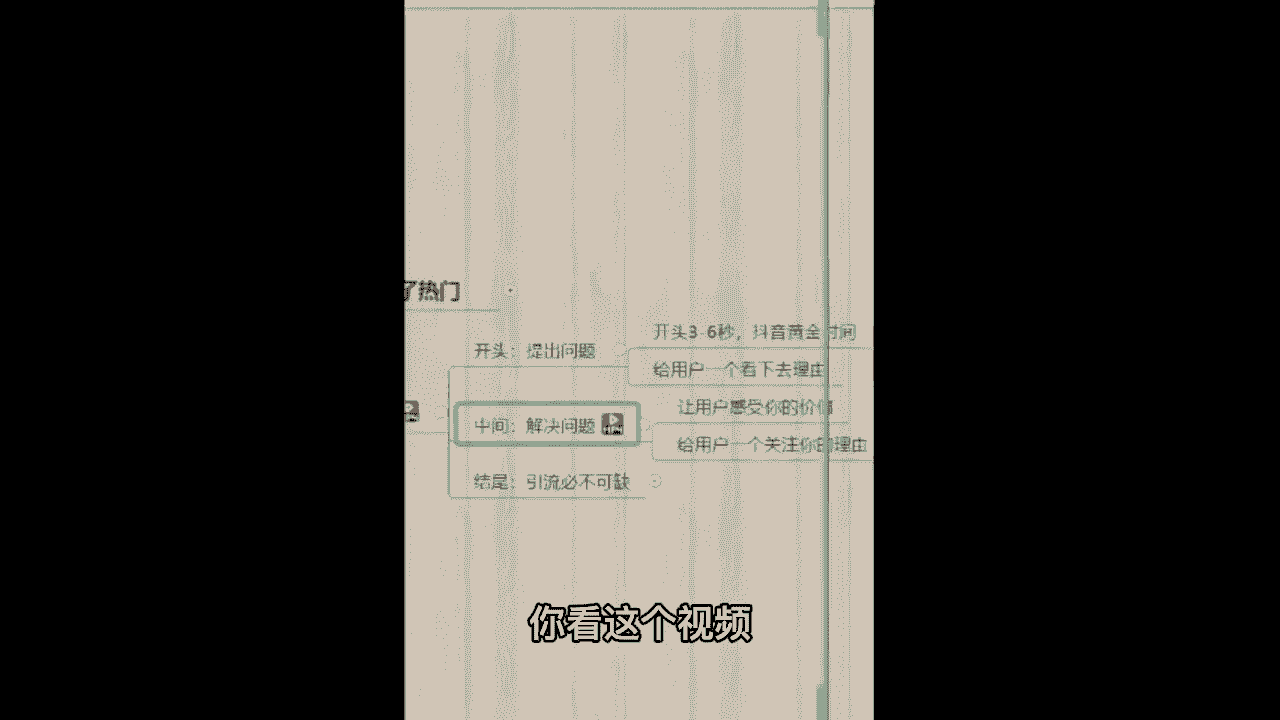 了热门
开头3-6秒，抖音黄金时间
开头：提出问题
给用户一个看下去理由
让用户感受你的价值
中间：解决问题
给用户一个关注你的理由
结尾：引流必不可缺
你看这个视频